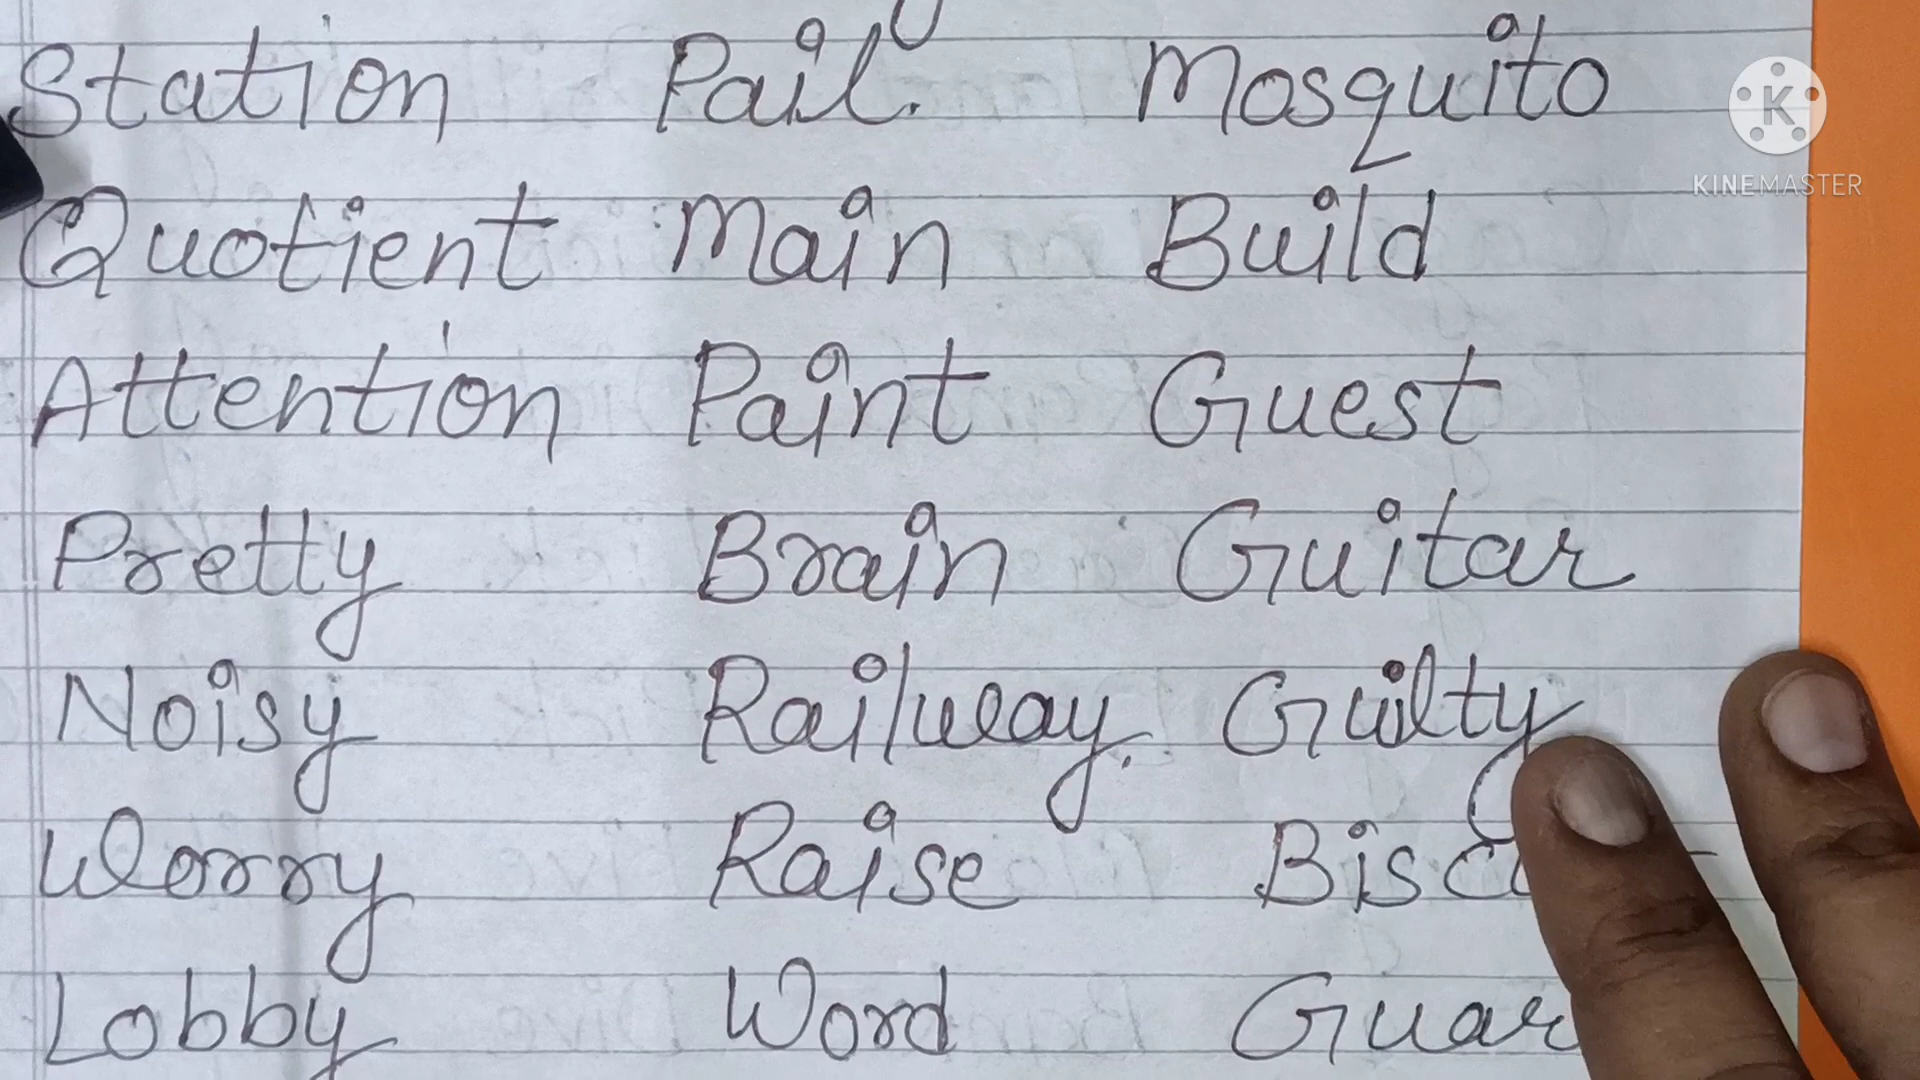 Station Pail. Mosquito
Quotient Main Build
Attention Paint Guest
Pretty Brain Guitar
Noisy Railway. Guilty
Worry Raise
Lobby Word
K
KINEMASTER